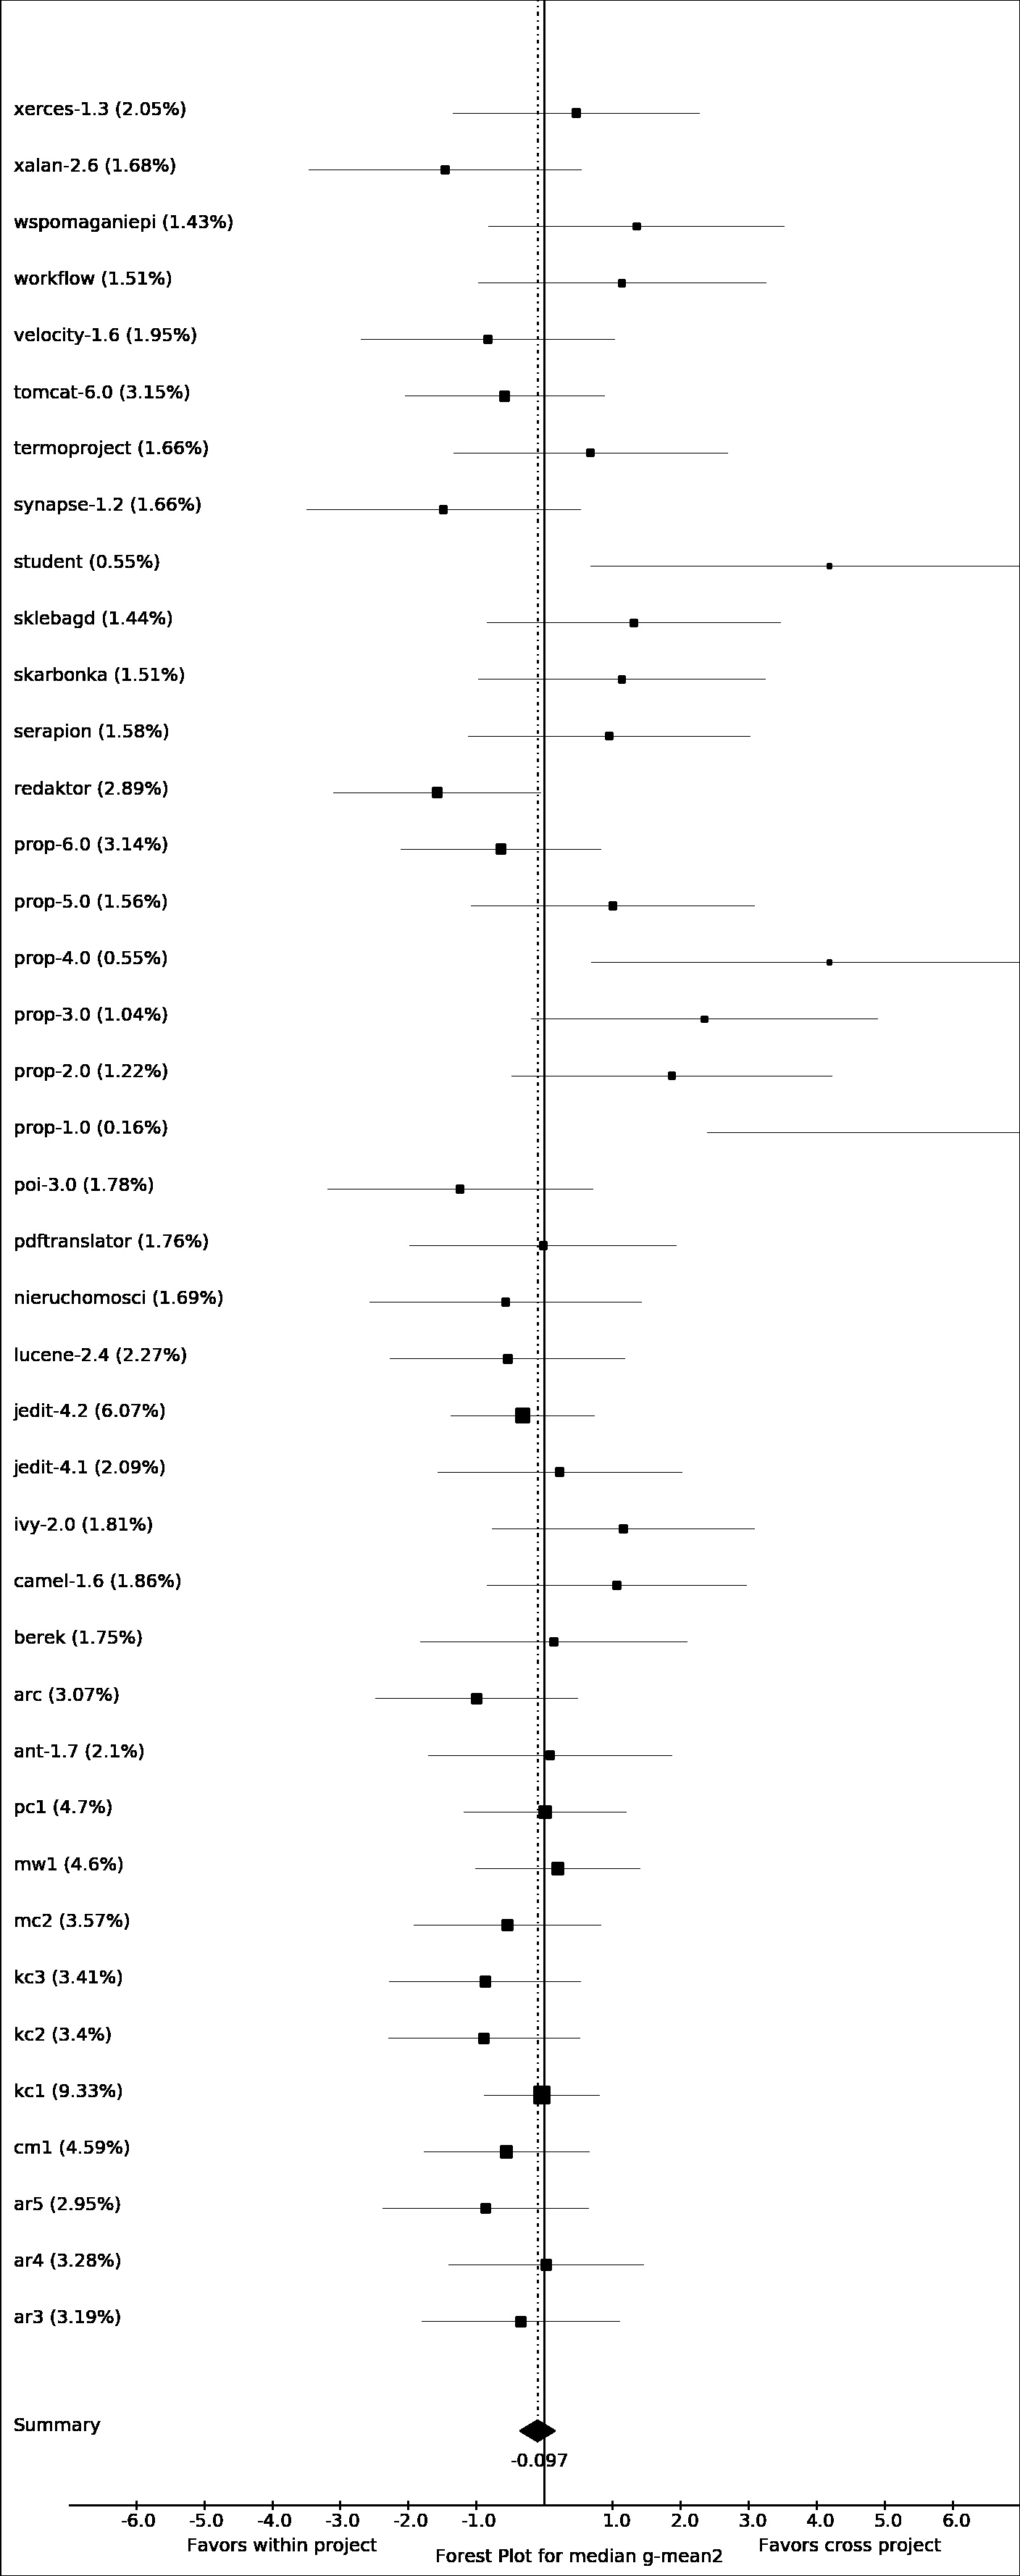 xerces-1.3 (2.05%)
xalan-2.6 (1.68%)
wspomaganiepi (1.43%)
workflow (1.51%)
velocity-1.6 (1.95%)
tomcat-6.0 (3.15%)
termoproject (1.66%)
synapse-1.2 (1.66%)
student (0.55%)
sklebagd (1.44%)
skarbonka (1.51%)
serapion (1.58%)
redaktor (2.89%)
prop-6.0 (3.14%)
prop-5.0 (1.56%)
prop-4.0 (0.55%)
prop-3.0 (1.04%)
prop-2.0 (1.22%)
prop-1.0 (0.16%)
poi-3.0 (1.78%)
pdftranslator (1.76%)
nieruchomosci (1.69%)
lucene-2.4 (2.27%)
jedit-4.2 (6.07%)
jedit-4.1 (2.09%)
ivy-2.0 (1.81%)
camel-1.6 (1.86%)
berek (1.75%)
arc (3.07%)
ant-1.7 (2.1%)
pc1 (4.7%)
mw1 (4.6%)
mc2 (3.57%)
kc3 (3.41%)
kc2 (3.4%)
kc1 (9.33%)
cm1 (4.59%)
ar5 (2.95%)
ar4 (3.28%)
ar3 (3.19%)
Summary
-0.097
-6.0 -5.0 -4.0 -3.0 -2.0 -1.0 1.0 2.0 3.0 4.0 5.0 6.0
Favors within project Favors cross project
Forest Plot for median g-mean2